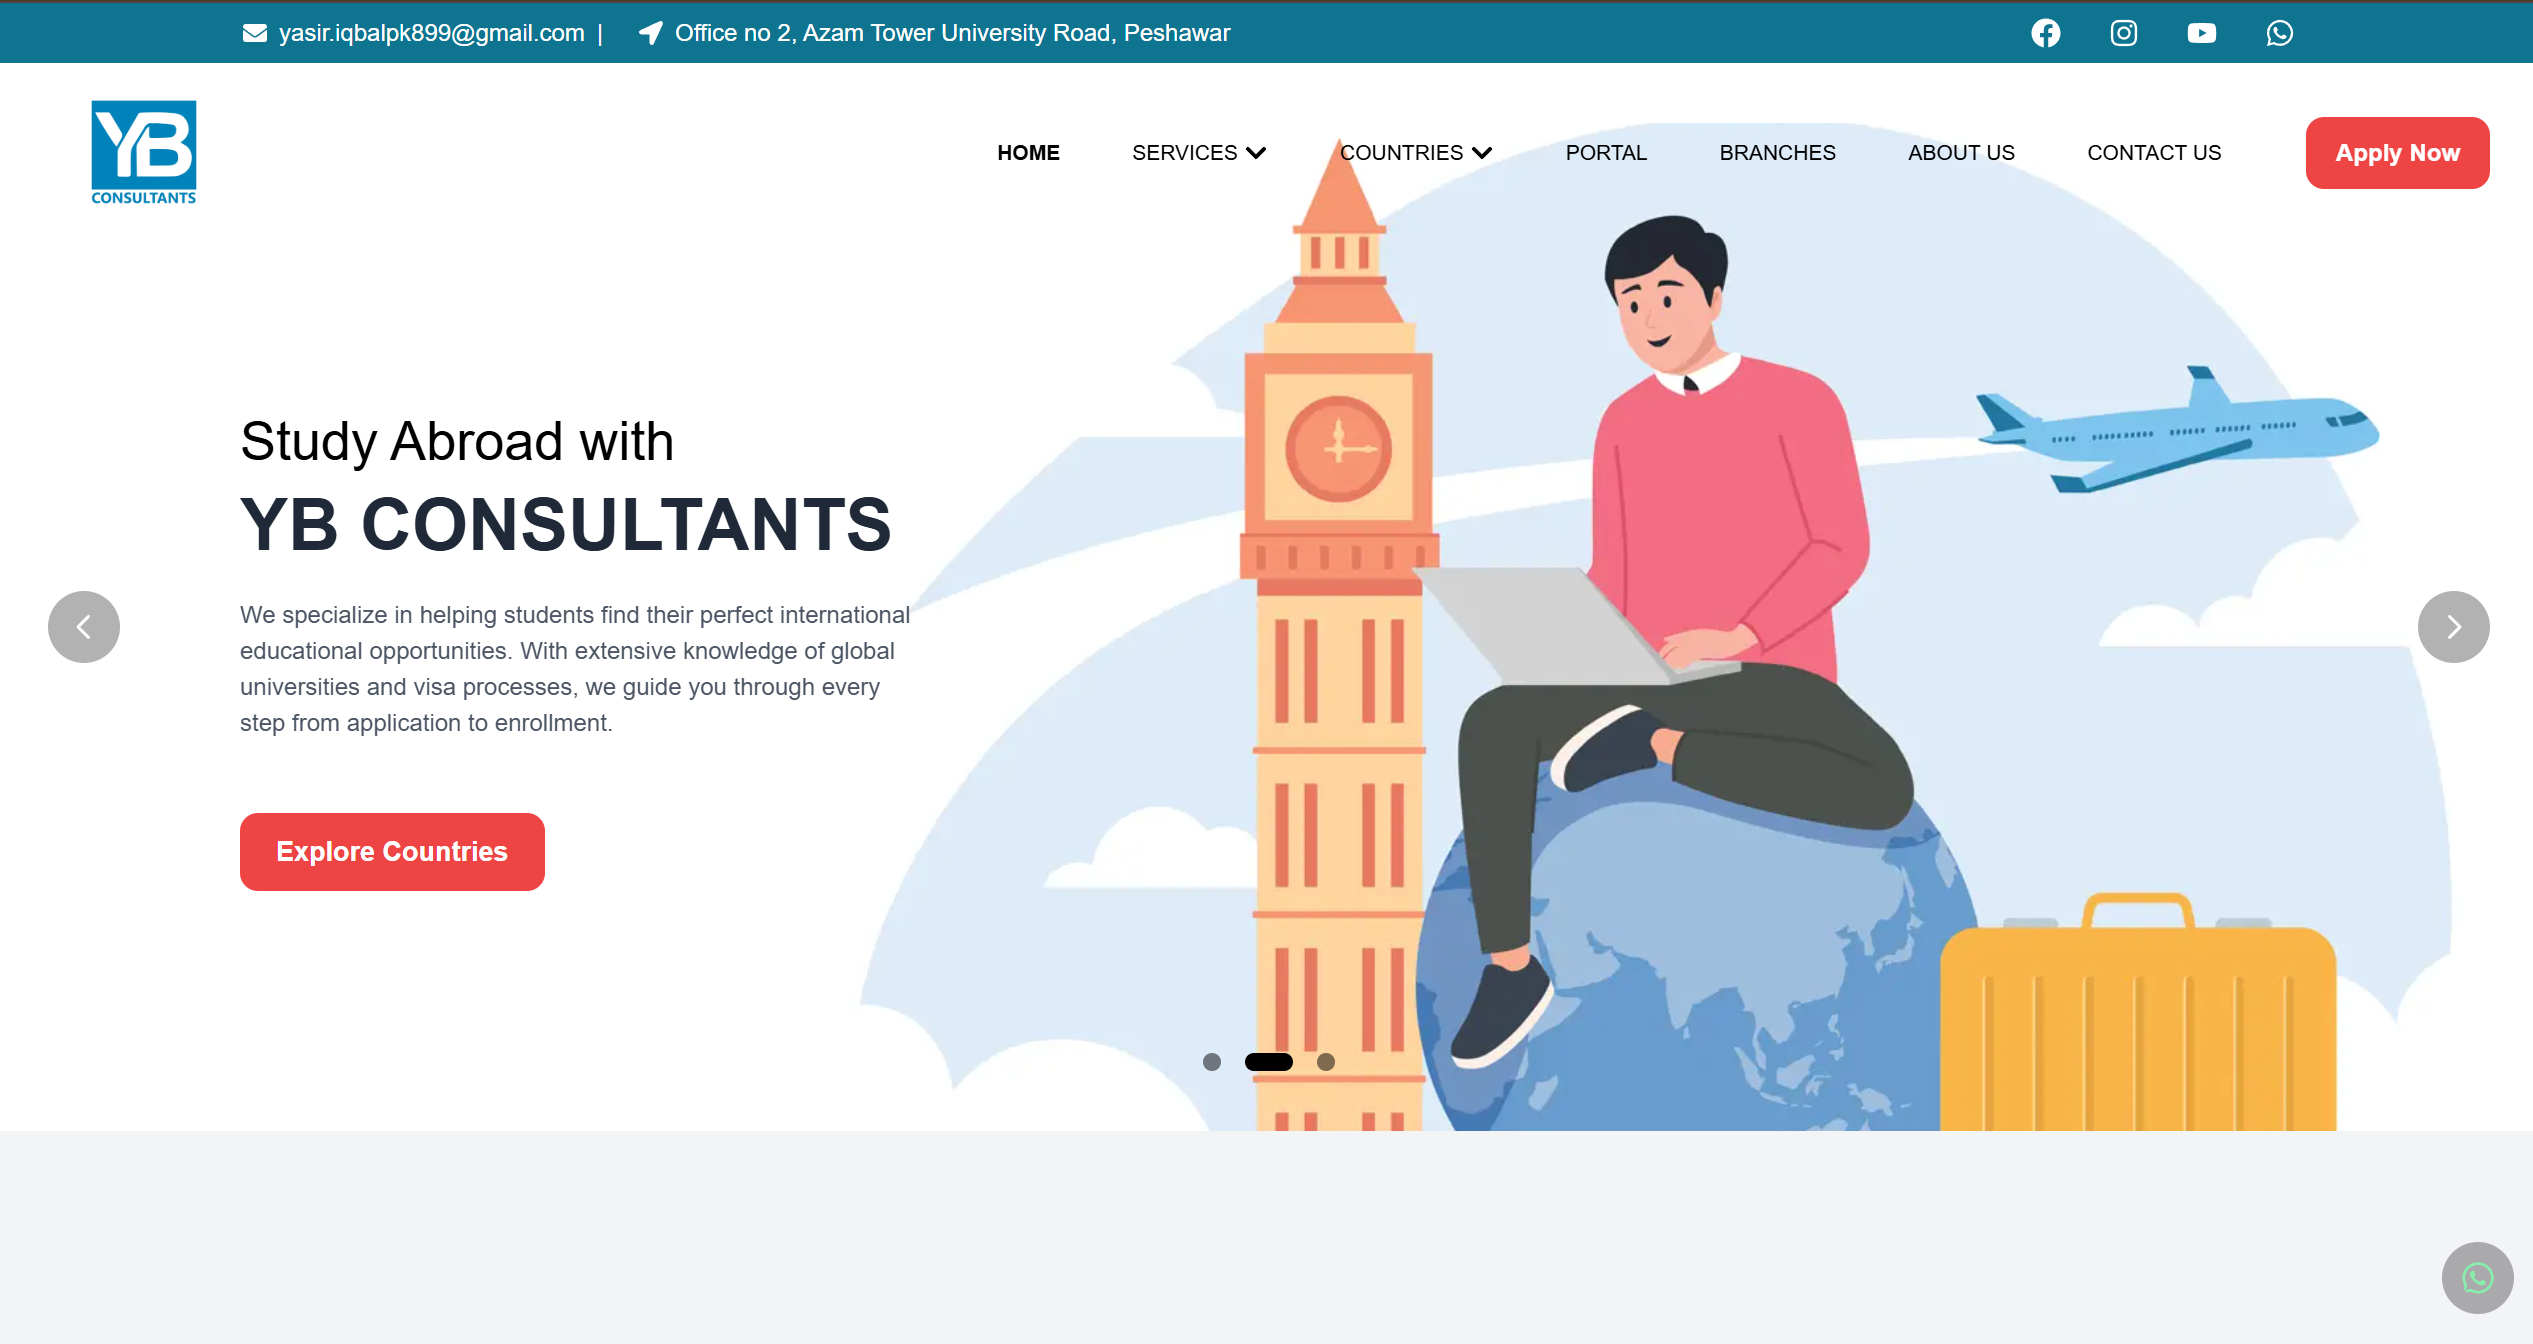 yasir.iqbalpk899@gmail.com | Office no 2, Azam Tower University Road, Peshawar
YB
CONSULTANTS
HOME SERVICES COUNTRIES PORTAL BRANCHES ABOUT US CONTACT US Apply Now
Study Abroad with
YB CONSULTANTS
We specialize in helping students find their perfect international
educational opportunities. With extensive knowledge of global
universities and visa processes, we guide you through every
step from application to enrollment.
Explore Countries